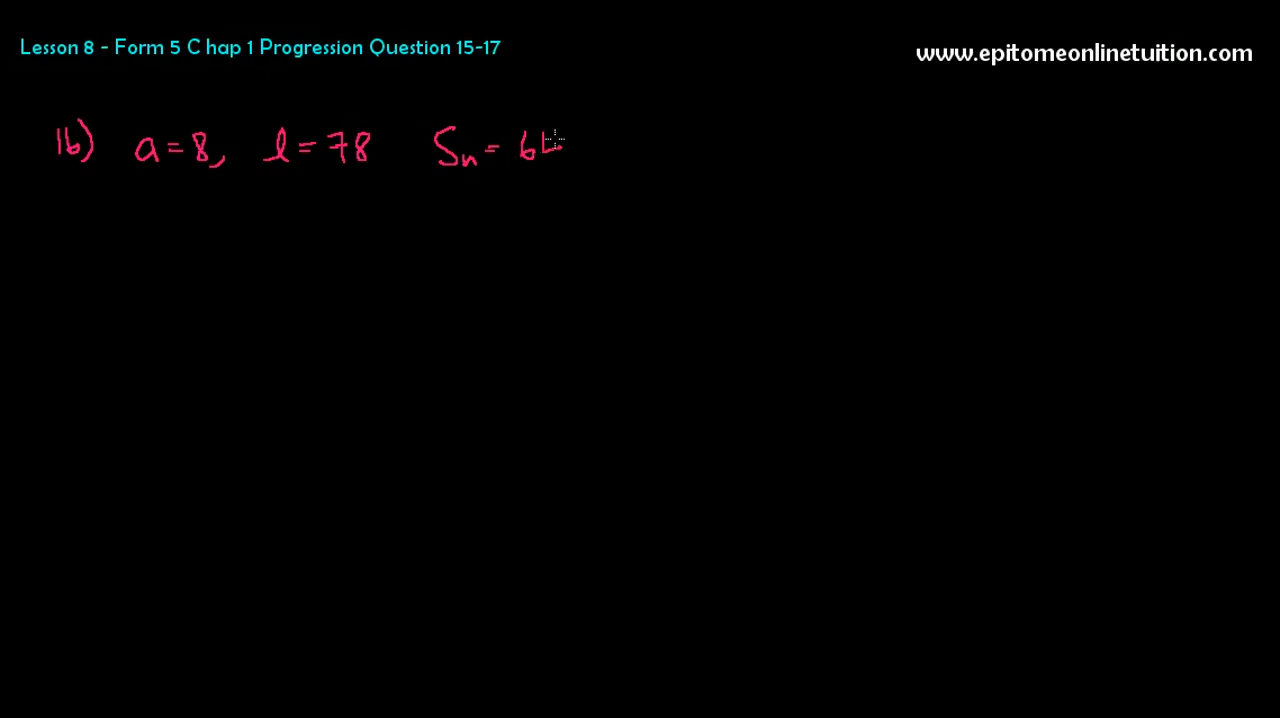 Lesson 8 - Form 5 C hap 1 Progression Question 15-17
www.epitomeonlinetuition.com
16) a = 8, l = 78 Sn = 6